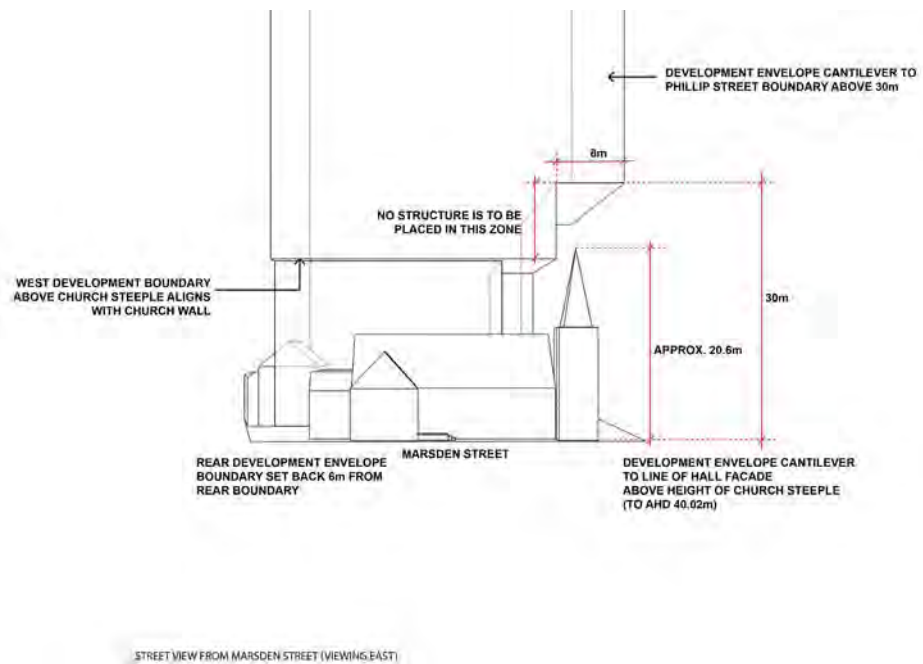 DEVELOPMENT ENVELOPE CANTILEVER TO
PHILLIP STREET BOUNDARY ABOVE 30m
6m
NO STRUCTURE IS TO BE
PLACED IN THIS ZONE
WEST DEVELOPMENT BOUNDARY
ABOVE CHURCH STEEPLE ALIGNS
WITH CHURCH WALL
30m
APPROX. 20.6m
MARSDEN STREET
REAR DEVELOPMENT ENVELOPE
BOUNDARY SET BACK 6m FROM
REAR BOUNDARY
DEVELOPMENT ENVELOPE CANTILEVER
TO LINE OF HALL FACADE
ABOVE HEIGHT OF CHURCH STEEPLE
(TO AHD 40.02m)
STREET VIEW FROM MARSDEN STREET (VIEWING EAST)